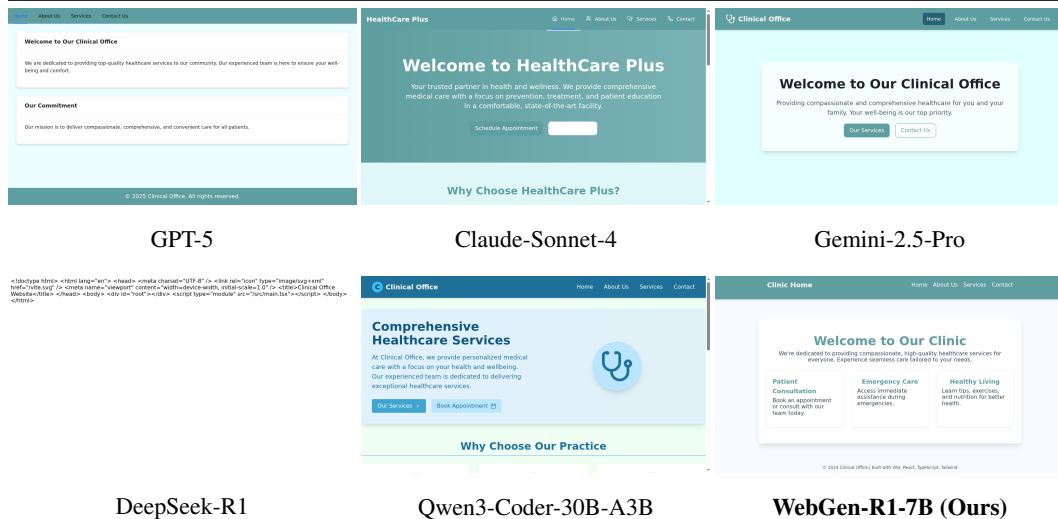 Home About Us Services Contact Us
Welcome to Our Clinical Office
We are dedicated to providing top-quality healthcare services to our community. Our experienced team is here to ensure your well-
being and comfort.
Our Commitment
Our mission is to deliver compassionate, comprehensive, and convenient care for all patients.
© 2025 Clinical Office. All rights reserved.
GPT-5
HealthCare Plus Home About Us Services Contact
Welcome to HealthCare Plus
Your trusted partner in health and wellness. We provide comprehensive
medical care with a focus on prevention, treatment, and patient education
in a comfortable, state-of-the-art facility.
Schedule Appointment
Why Choose HealthCare Plus?
Claude-Sonnet-4
Clinical Office Home About Us Services Contact Us
Welcome to Our Clinical Office
Providing compassionate and comprehensive healthcare for you and your
family. Your well-being is our top priority.
Our Services Contact Us
Gemini-2.5-Pro
<!doctype html> <html lang="en"> <head> <meta charset="UTF-8" /> <link rel="icon" type="image/svg+xml"
href="/vite.svg" /> <meta name="viewport" content="width=device-width, initial-scale=1.0" /> <title>Clinical Office
Website</title> </head> <body> <div id="root"></div> <script type="module" src="/src/main.tsx"></script> </body>
</html>
DeepSeek-R1
C Clinical Office Home About Us Services Contact
Comprehensive
Healthcare Services
At Clinical Office, we provide personalized medical
care with a focus on your health and wellbeing.
Our experienced team is dedicated to delivering
exceptional healthcare services.
Our Services Book Appointment
Why Choose Our Practice
Qwen3-Coder-30B-A3B
Clinic Home Home About Us Services Contact
Welcome to Our Clinic
We're dedicated to providing compassionate, high-quality healthcare services for
everyone. Experience seamless care tailored to your needs.
Patient
Consultation
Book an appointment
or consult with our
team today.
Emergency Care
Access immediate
assistance during
emergencies.
Healthy Living
Learn tips, exercises,
and nutrition for better
health.
© 2024 Clinical Office | Built with Vite, React, TypeScript, Tailwind
WebGen-R1-7B (Ours)